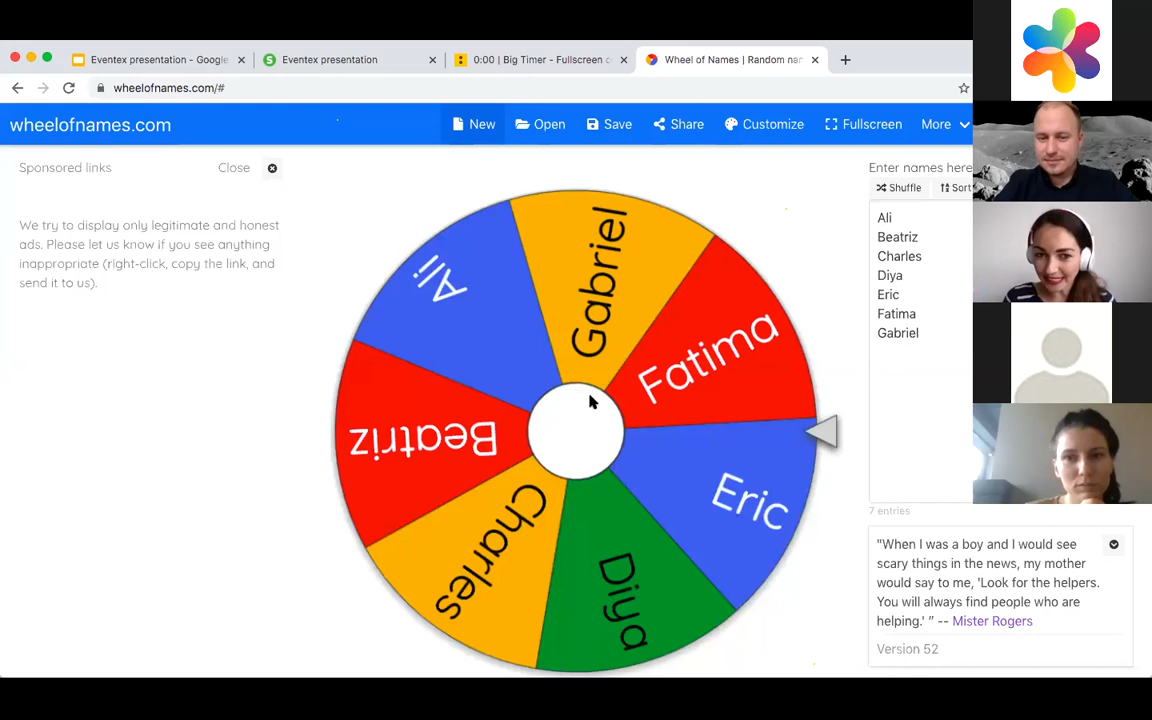 Eventex presentation - Google
Eventex presentation
0:00 | Big Timer - Fullscreen c
Wheel of Names | Random nar
wheelofnames.com/#
wheelofnames.com
New
Open
Save
Share
Customize
Fullscreen
More
Sponsored links
Close
We try to display only legitimate and honest
ads. Please let us know if you see anything
inappropriate (right-click, copy the link, and
send it to us).
Ali
Gabriel
Fatima
Eric
Diya
Charles
Beatriz
Enter names here
Shuffle
Sort
Ali
Beatriz
Charles
Diya
Eric
Fatima
Gabriel
7 entries
"When I was a boy and I would see
scary things in the news, my mother
would say to me, 'Look for the helpers.
You will always find people who are
helping.' " -- Mister Rogers
Version 52